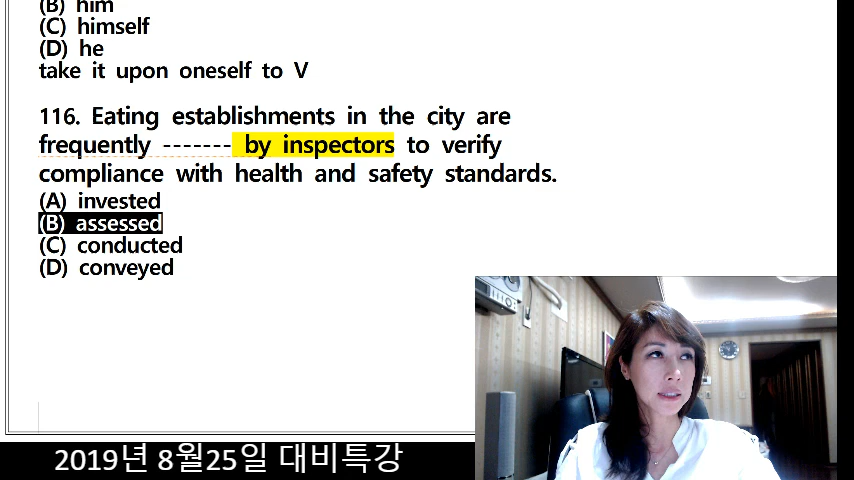 (B) him
(C) himself
(D) he
take it upon oneself to V
116. Eating establishments in the city are
frequently ------- by inspectors to verify
compliance with health and safety standards.
(A) invested
(B) assessed
(C) conducted
(D) conveyed
2019년 8월25일 대비특강